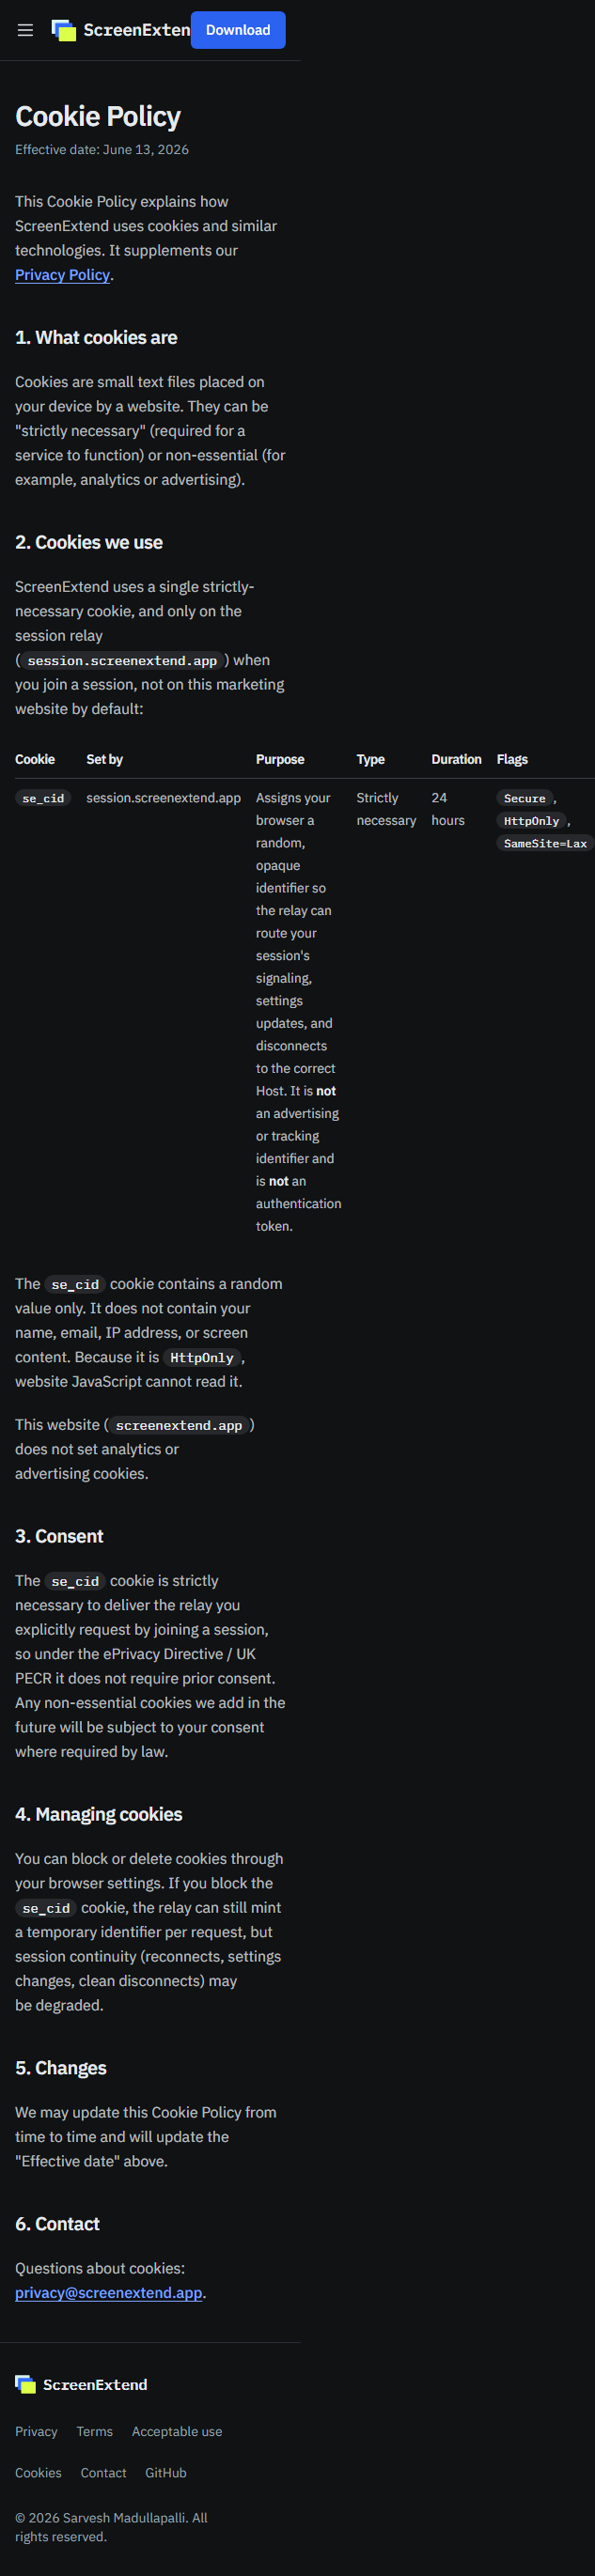 ScreenExten
Download
Cookie Policy
Effective date: June 13, 2026
This Cookie Policy explains how
ScreenExtend uses cookies and similar
technologies. It supplements our
Privacy Policy.
1. What cookies are
Cookies are small text files placed on
your device by a website. They can be
"strictly necessary" (required for a
service to function) or non-essential (for
example, analytics or advertising).
2. Cookies we use
ScreenExtend uses a single strictly-
necessary cookie, and only on the
session relay
(session.screenextend.app) when
you join a session, not on this marketing
website by default:
Cookie Set by Purpose Type Duration Flags
se_cid session.screenextend.app Assigns your Strictly 24 Secure,
browser a necessary hours HttpOnly,
random, SameSite=Lax
opaque
identifier so
the relay can
route your
session's
signaling,
settings
updates, and
disconnects
to the correct
Host. It is not
an advertising
or tracking
identifier and
is not an
authentication
token.
The se_cid cookie contains a random
value only. It does not contain your
name, email, IP address, or screen
content. Because it is HttpOnly,
website JavaScript cannot read it.
This website (screenextend.app)
does not set analytics or
advertising cookies.
3. Consent
The se_cid cookie is strictly
necessary to deliver the relay you
explicitly request by joining a session,
so under the ePrivacy Directive / UK
PECR it does not require prior consent.
Any non-essential cookies we add in the
future will be subject to your consent
where required by law.
4. Managing cookies
You can block or delete cookies through
your browser settings. If you block the
se_cid cookie, the relay can still mint
a temporary identifier per request, but
session continuity (reconnects, settings
changes, clean disconnects) may
be degraded.
5. Changes
We may update this Cookie Policy from
time to time and will update the
"Effective date" above.
6. Contact
Questions about cookies:
privacy@screenextend.app.
ScreenExtend
Privacy Terms Acceptable use
Cookies Contact GitHub
© 2026 Sarvesh Madullapalli. All
rights reserved.